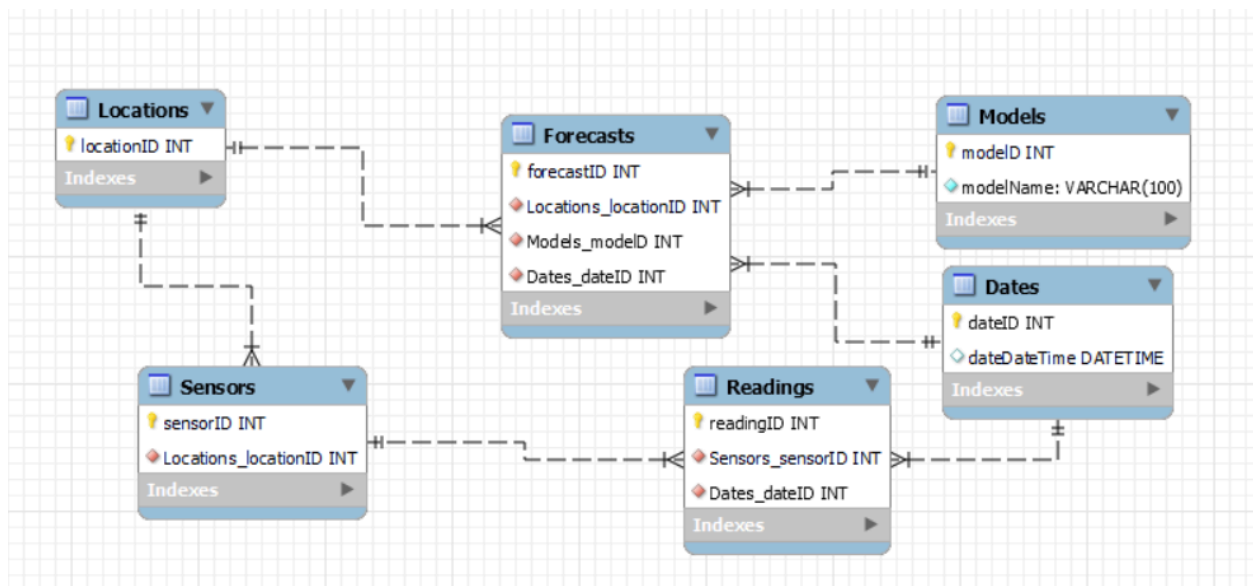 Locations
locationID INT
Indexes
Forecasts
forecastID INT
Locations_locationID INT
Models_modelD INT
Dates_dateID INT
Indexes
Models
modelD INT
modelName: VARCHAR(100)
Indexes
Dates
dateID INT
dateDateTime DATETIME
Indexes
Sensors
sensorID INT
Locations_locationID INT
Indexes
Readings
readingID INT
Sensors_sensorID INT
Dates_dateID INT
Indexes